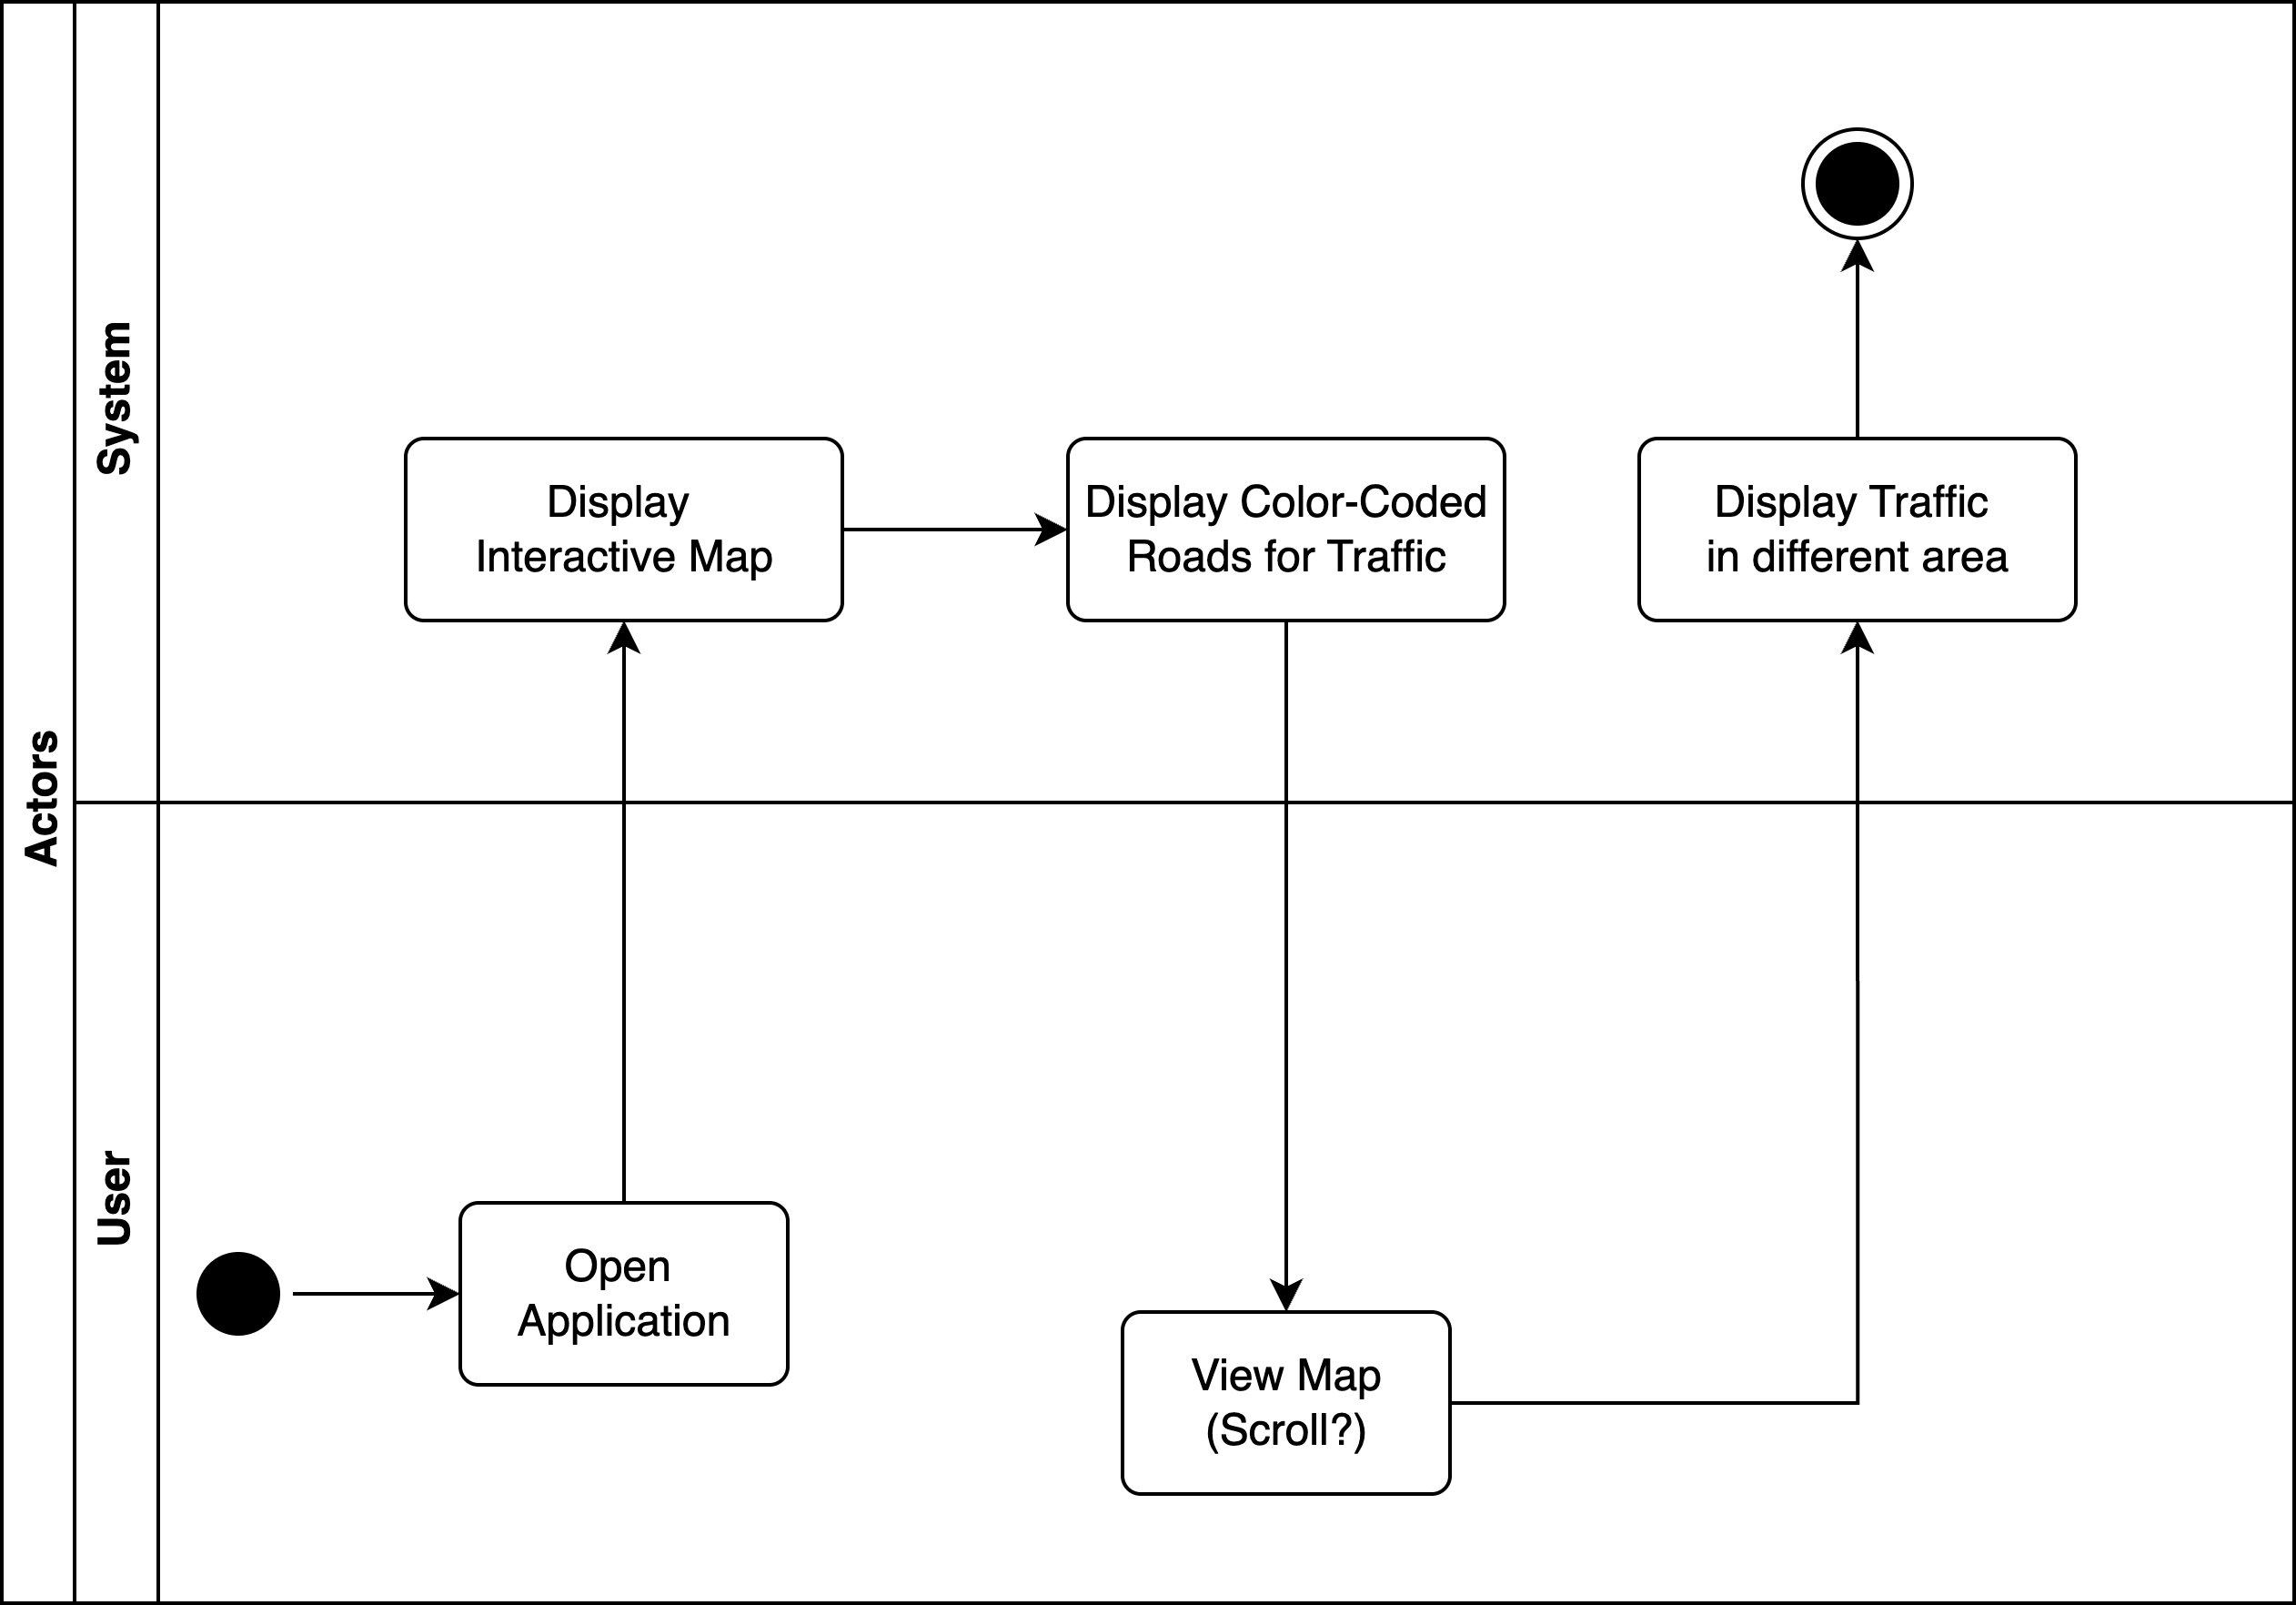 Actors
System
User
Display
Interactive Map
Display Color-Coded
Roads for Traffic
Display Traffic
in different area
Open
Application
View Map
(Scroll?)